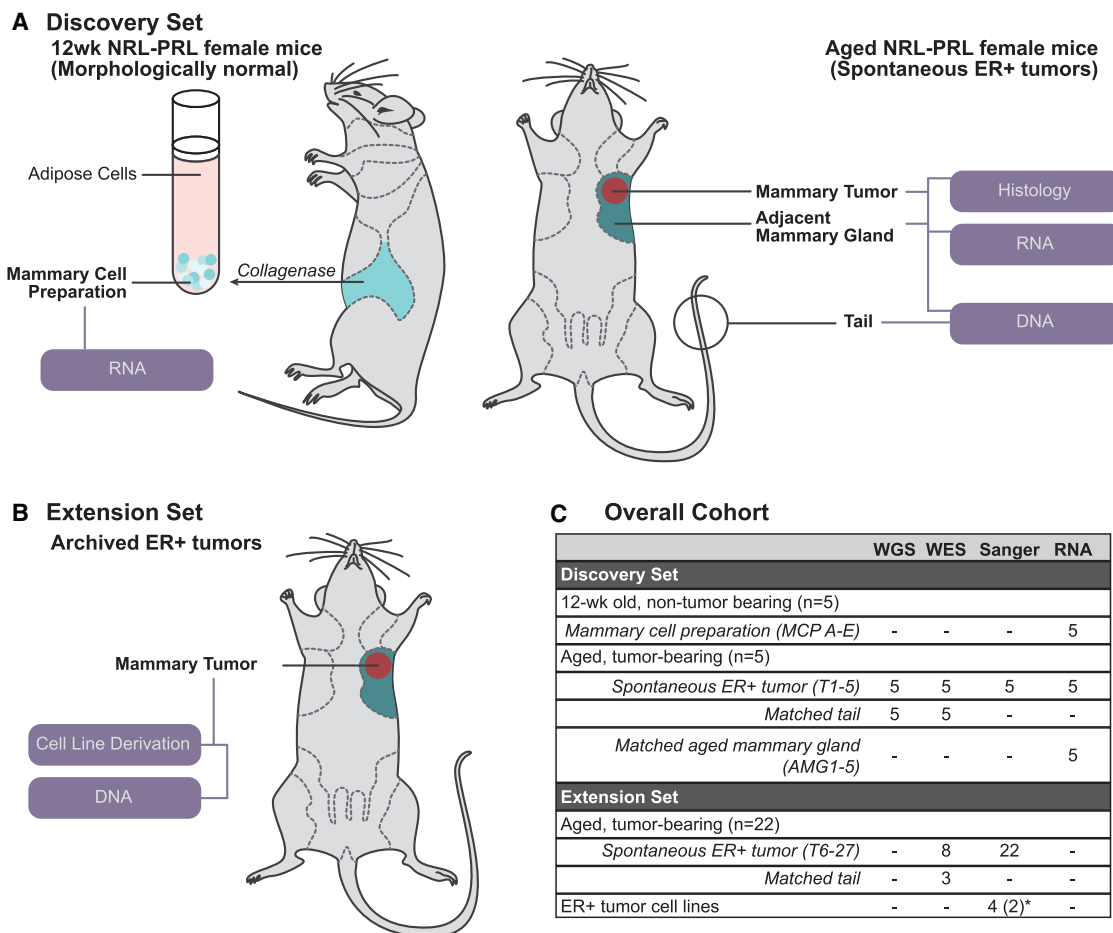 A Discovery Set
12wk NRL-PRL female mice
(Morphologically normal)
Aged NRL-PRL female mice
(Spontaneous ER+ tumors)
Adipose Cells
Mammary Cell
Preparation
Collagenase
RNA
Mammary Tumor
Adjacent
Mammary Gland
Tail
Histology
RNA
DNA
B Extension Set
Archived ER+ tumors
Mammary Tumor
Cell Line Derivation
DNA
C Overall Cohort
WGS WES Sanger RNA
Discovery Set
12-wk old, non-tumor bearing (n=5)
Mammary cell preparation (MCP A-E) - - - 5
Aged, tumor-bearing (n=5)
Spontaneous ER+ tumor (T1-5) 5 5 5 5
Matched tail 5 5 - -
Matched aged mammary gland
(AMG1-5) - - - 5
Extension Set
Aged, tumor-bearing (n=22)
Spontaneous ER+ tumor (T6-27) - 8 22 -
Matched tail - 3 - -
ER+ tumor cell lines - - 4 (2)* -